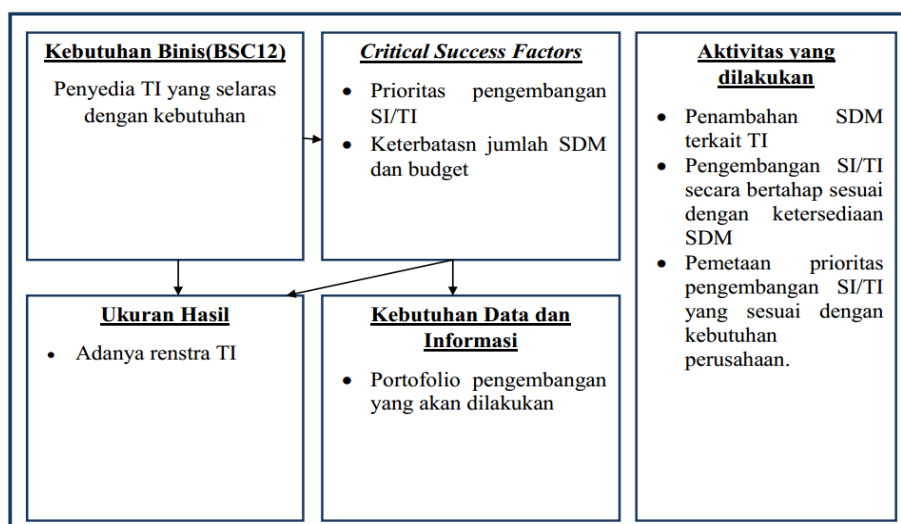 Kebutuhan Binis(BSC12)
Penyedia TI yang selaras
dengan kebutuhan
Critical Success Factors
• Prioritas pengembangan
SI/TI
• Keterbatasn jumlah SDM
dan budget
Aktivitas yang
dilakukan
• Penambahan SDM
terkait TI
• Pengembangan SI/TI
secara bertahap sesuai
dengan ketersediaan
SDM
• Pemetaan prioritas
pengembangan SI/TI
yang sesuai dengan
kebutuhan
perusahaan.
Ukuran Hasil
• Adanya renstra TI
Kebutuhan Data dan
Informasi
• Portofolio pengembangan
yang akan dilakukan